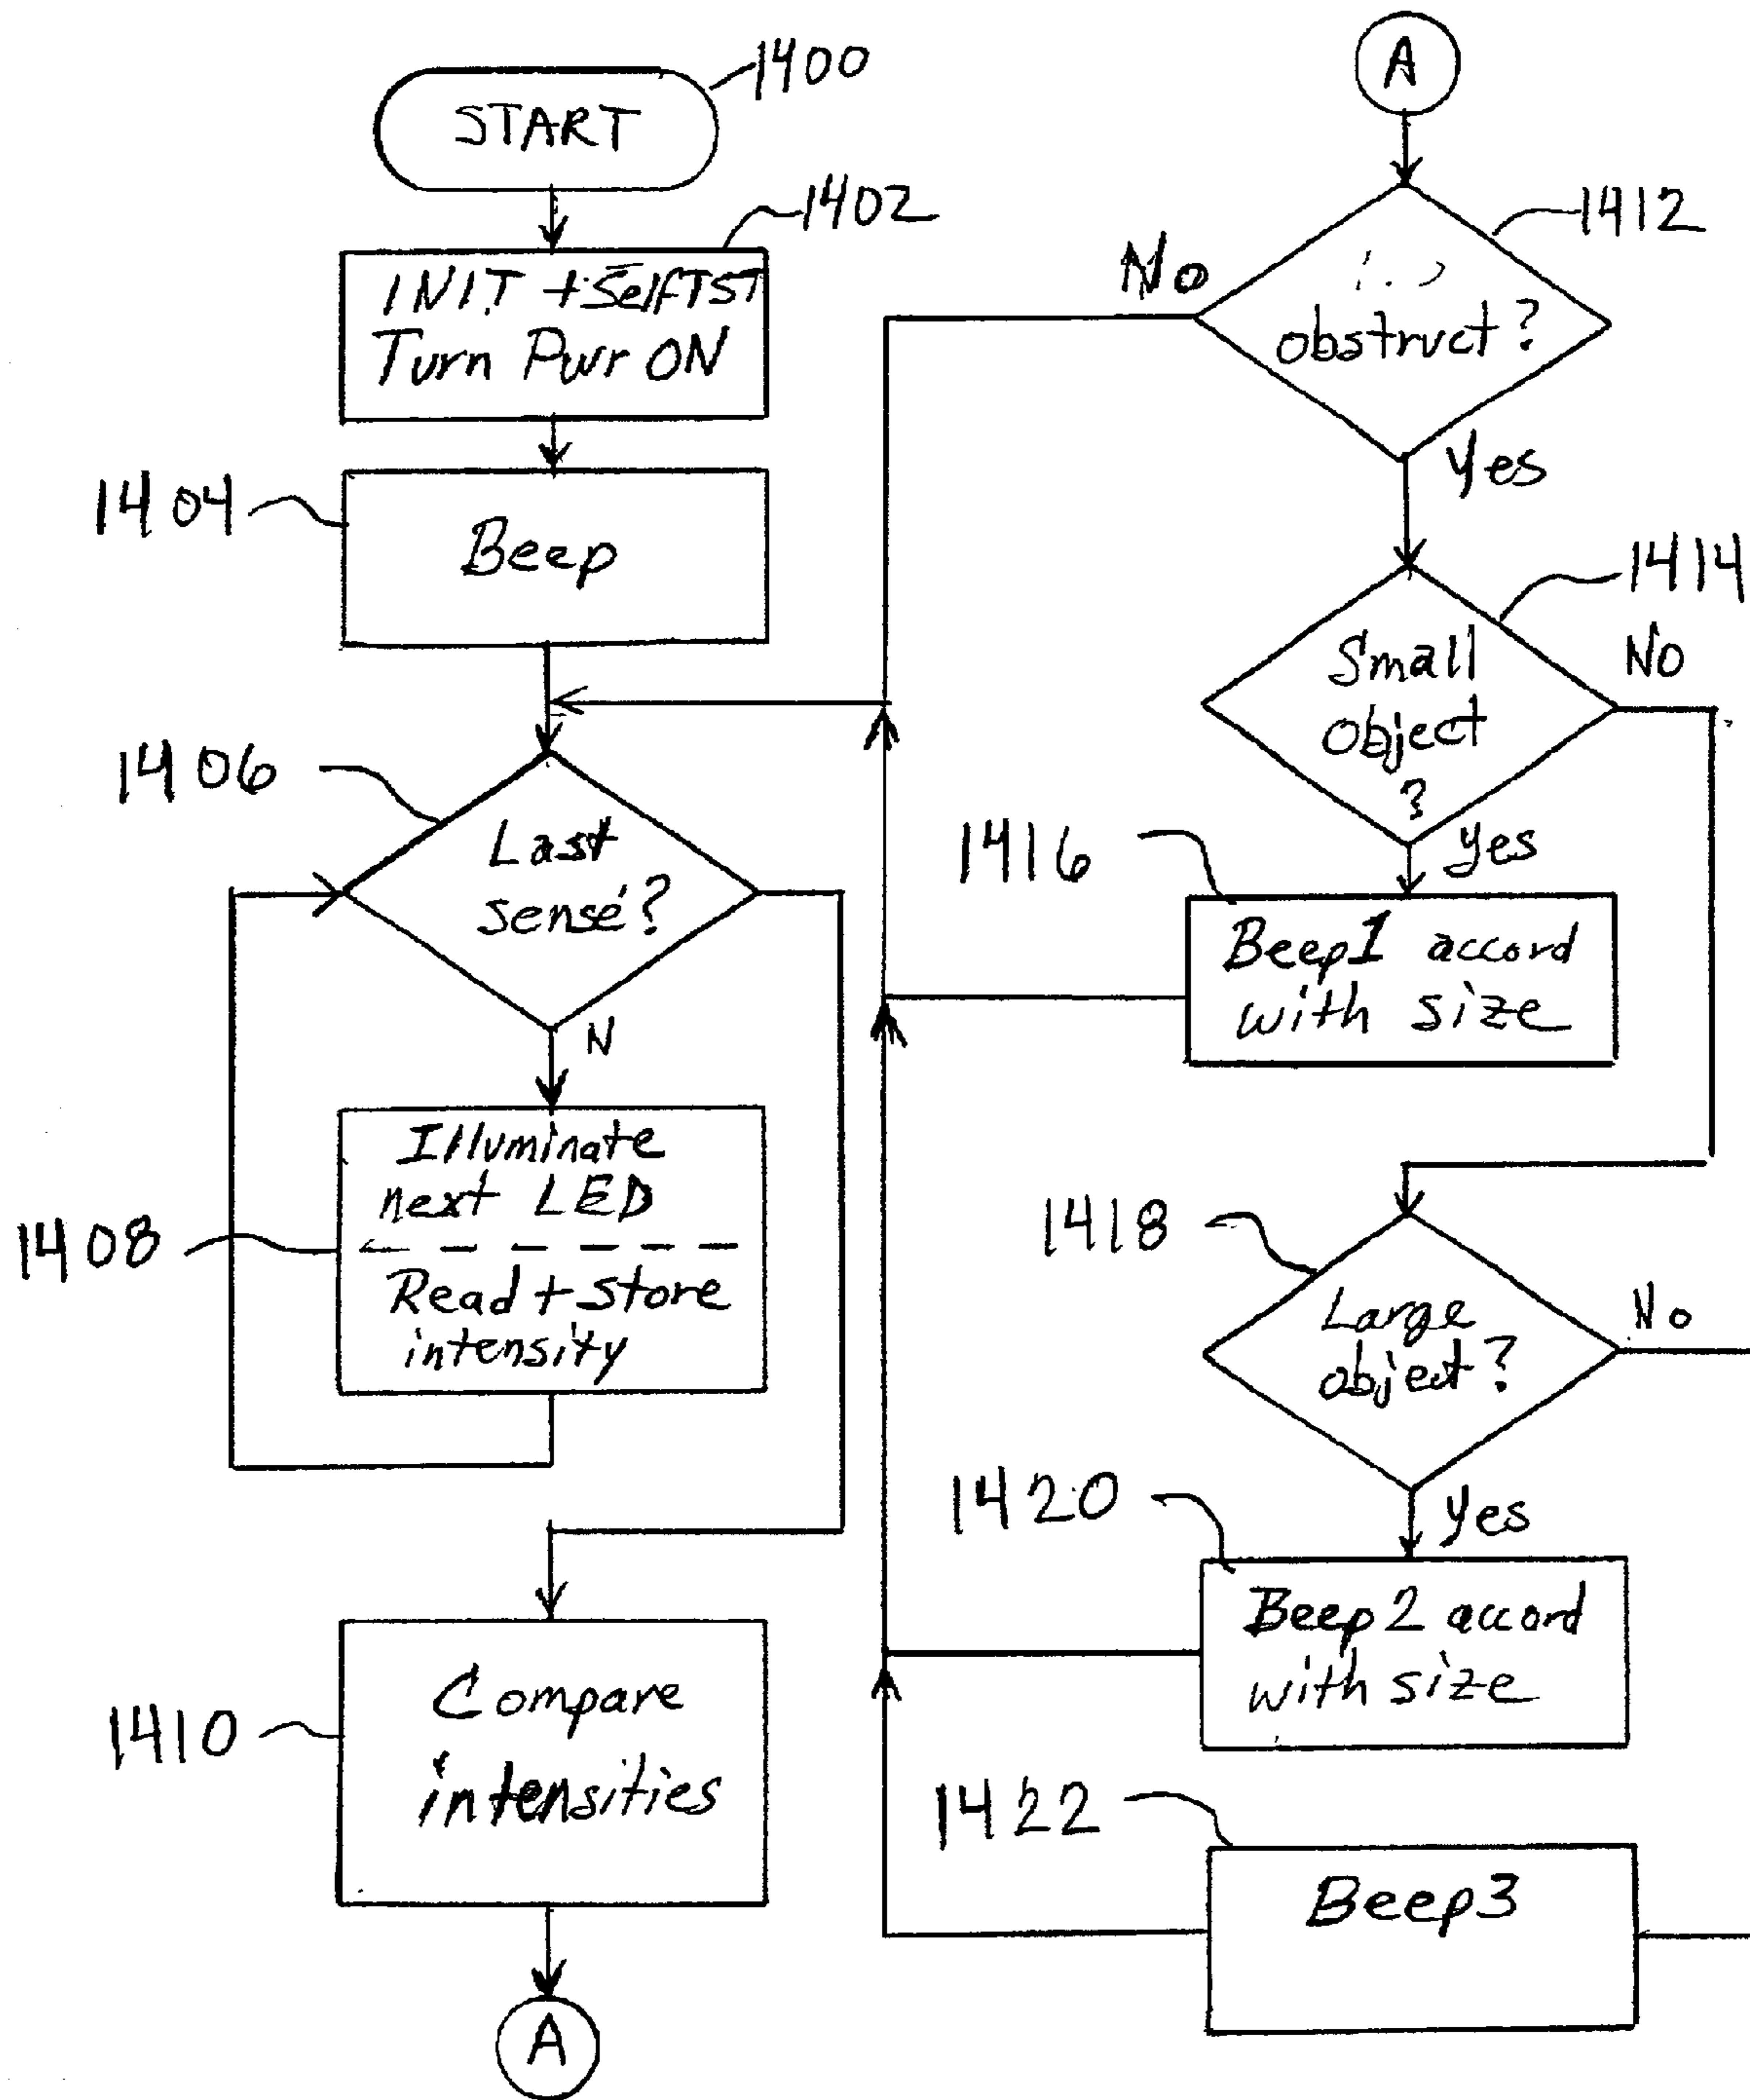 START
1400
1402
INIT + SelfTST
Turn Pwr ON
1404
Beep
1406
Last
sense?
N
1408
Illuminate
next LED
Read + store
intensity
1410
Compare
intensities
A
A
1412
obstruct?
No
Yes
1414
Small
object
?
No
Yes
1416
Beep1 accord
with size
1418
Large
object?
No
Yes
1420
Beep2 accord
with size
1422
Beep3